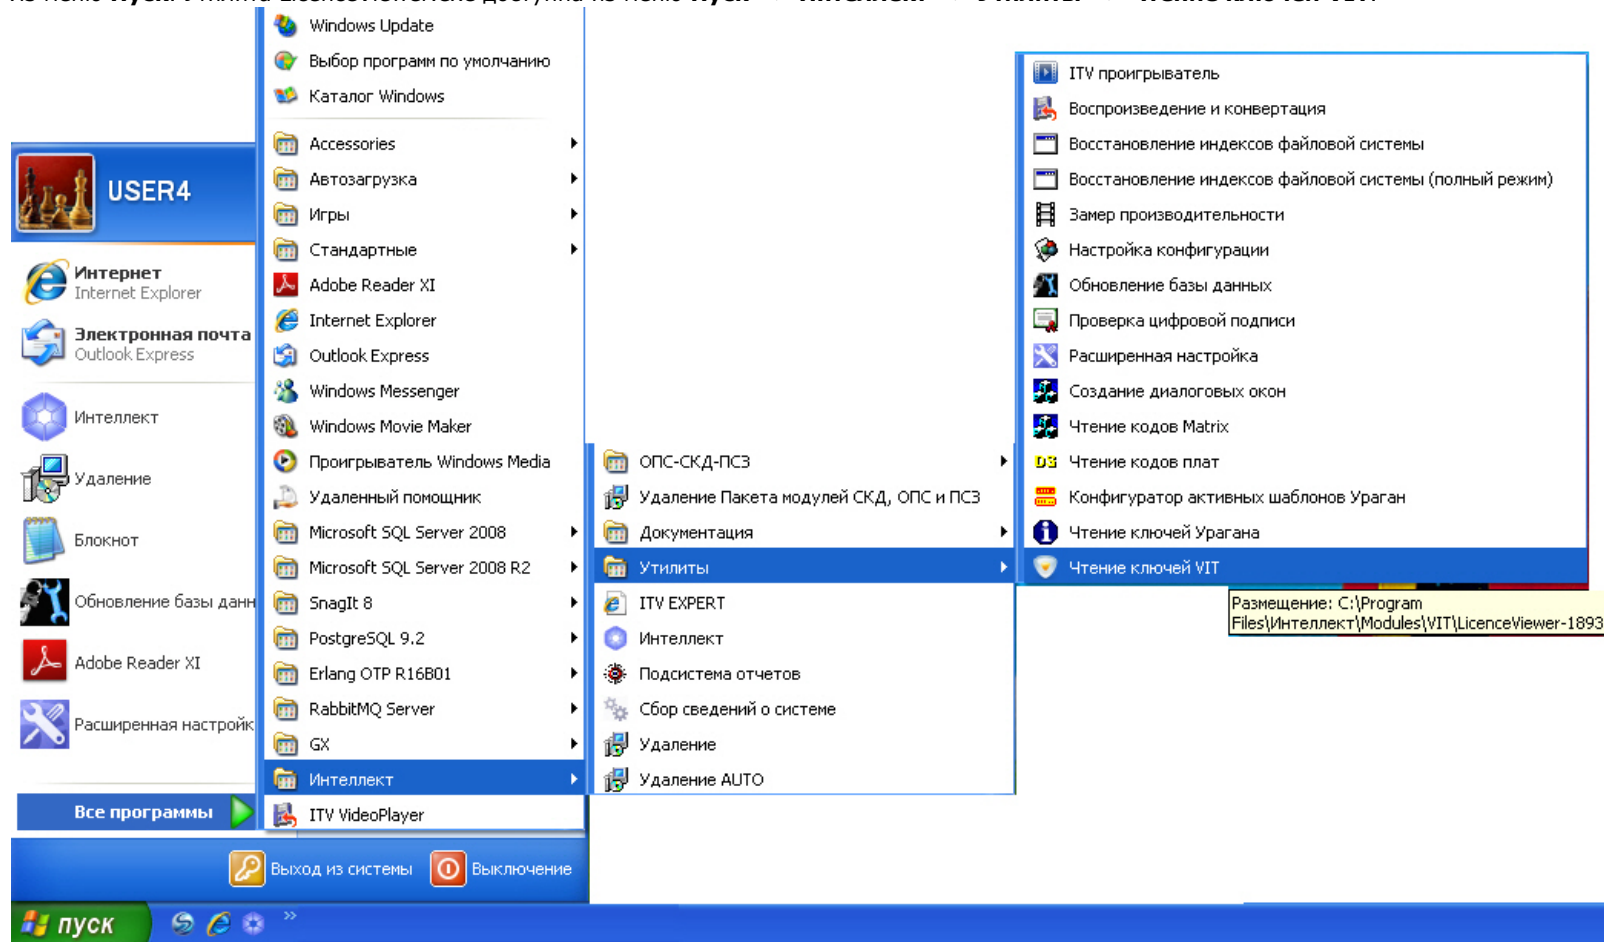 Windows Update
Выбор программ по умолчанию
Каталог Windows
Accessories
Автозагрузка
Игры
Стандартные
Adobe Reader XI
Internet Explorer
Outlook Express
Windows Messenger
Windows Movie Maker
Проигрыватель Windows Media
Удаленный помощник
Microsoft SQL Server 2008
Microsoft SQL Server 2008 R2
SnagIt 8
PostgreSQL 9.2
Erlang OTP R16B01
RabbitMQ Server
GX
Интеллект
ITV VideoPlayer
USER4
Интернет
Internet Explorer
Электронная почта
Outlook Express
Интеллект
Удаление
Блокнот
Обновление базы данн
Adobe Reader XI
Расширенная настройк
Все программы
Выход из системы
Выключение
пуск
ОПС-СКД-ПСЗ
Удаление Пакета модулей СКД, ОПС и ПСЗ
Документация
Утилиты
ITV EXPERT
Интеллект
Подсистема отчетов
Сбор сведений о системе
Удаление
Удаление AUTO
ITV проигрыватель
Воспроизведение и конвертация
Восстановление индексов файловой системы
Восстановление индексов файловой системы (полный режим)
Замер производительности
Настройка конфигурации
Обновление базы данных
Проверка цифровой подписи
Расширенная настройка
Создание диалоговых окон
Чтение кодов Matrix
Чтение кодов плат
Конфигуратор активных шаблонов Ураган
Чтение ключей Урагана
Чтение ключей VIT
Размещение: C:\Program
Files\Интеллект\Modules\VIT\LicenceViewer-1893